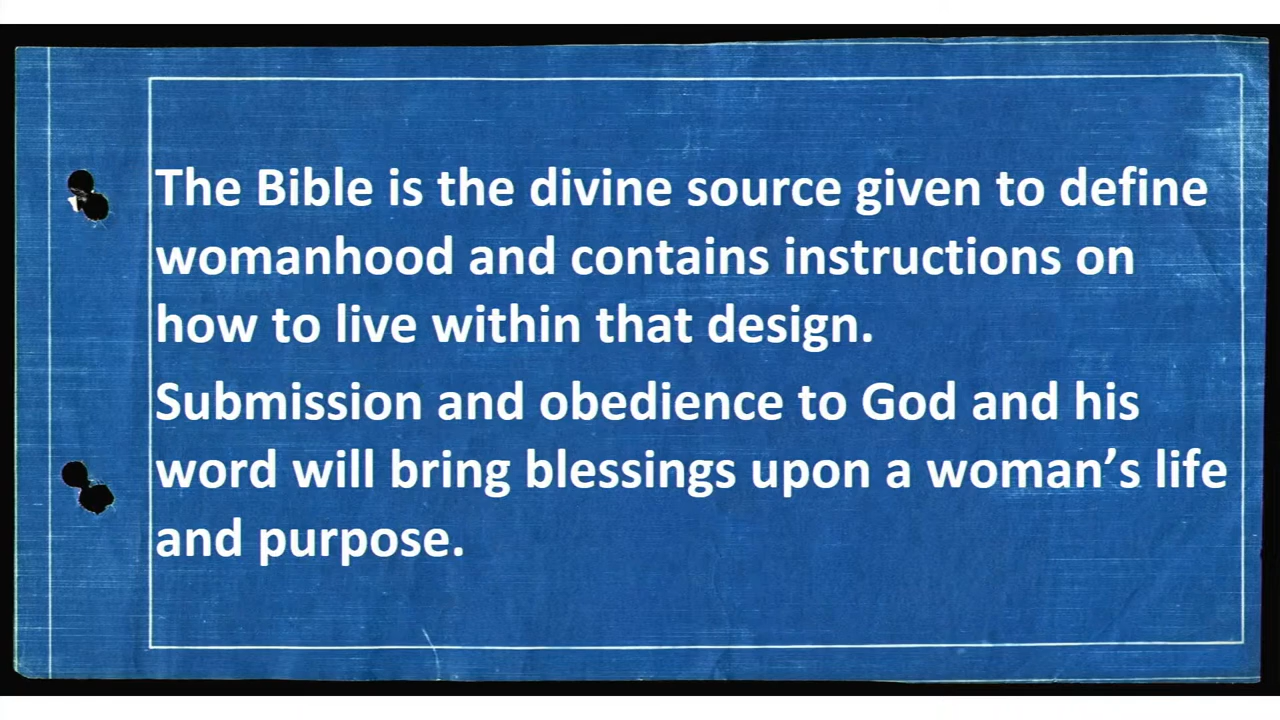 The Bible is the divine source given to define
womanhood and contains instructions on
how to live within that design.
Submission and obedience to God and his
word will bring blessings upon a woman’s life
and purpose.